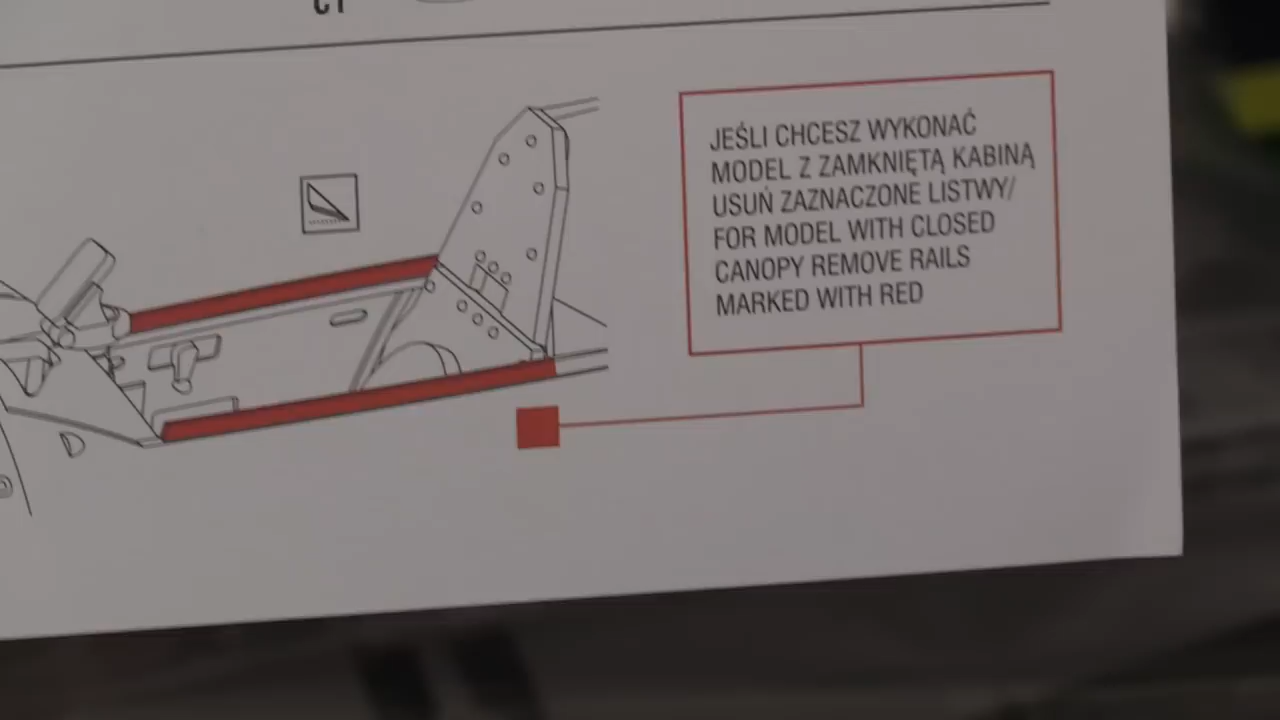 C1
JEŚLI CHCESZ WYKONAĆ
MODEL Z ZAMKNIĘTĄ KABINĄ
USUŃ ZAZNACZONE LISTWY/
FOR MODEL WITH CLOSED
CANOPY REMOVE RAILS
MARKED WITH RED